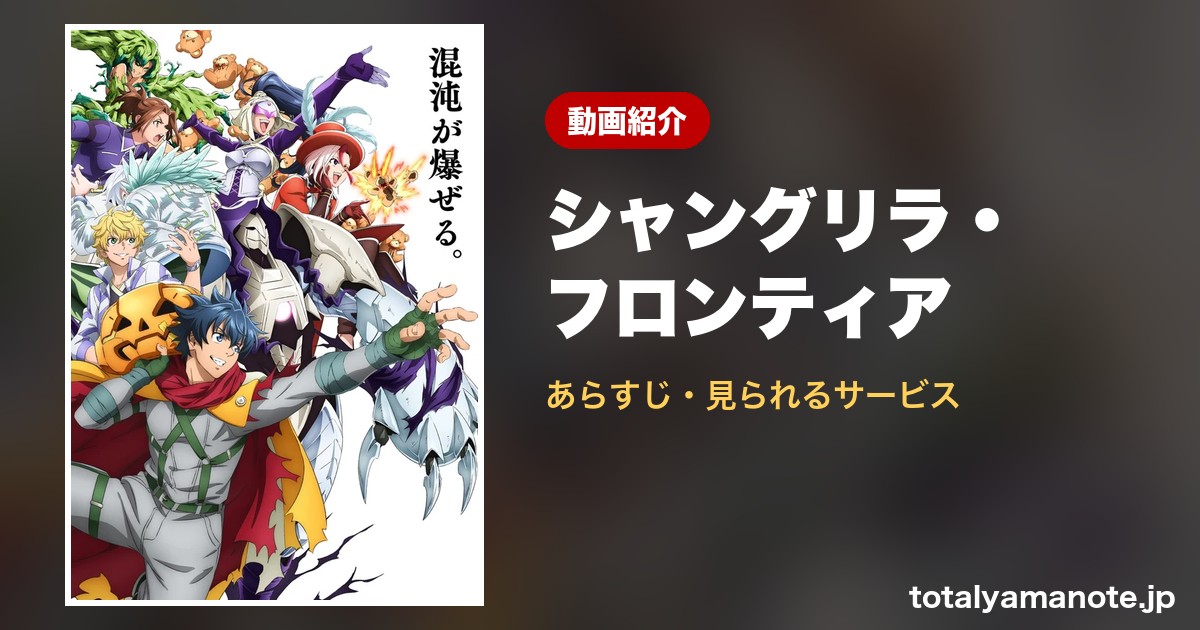 混沌が爆ぜる。
動画紹介
シャングリラ・
フロンティア
あらすじ・見られるサービス
totalyamanote.jp